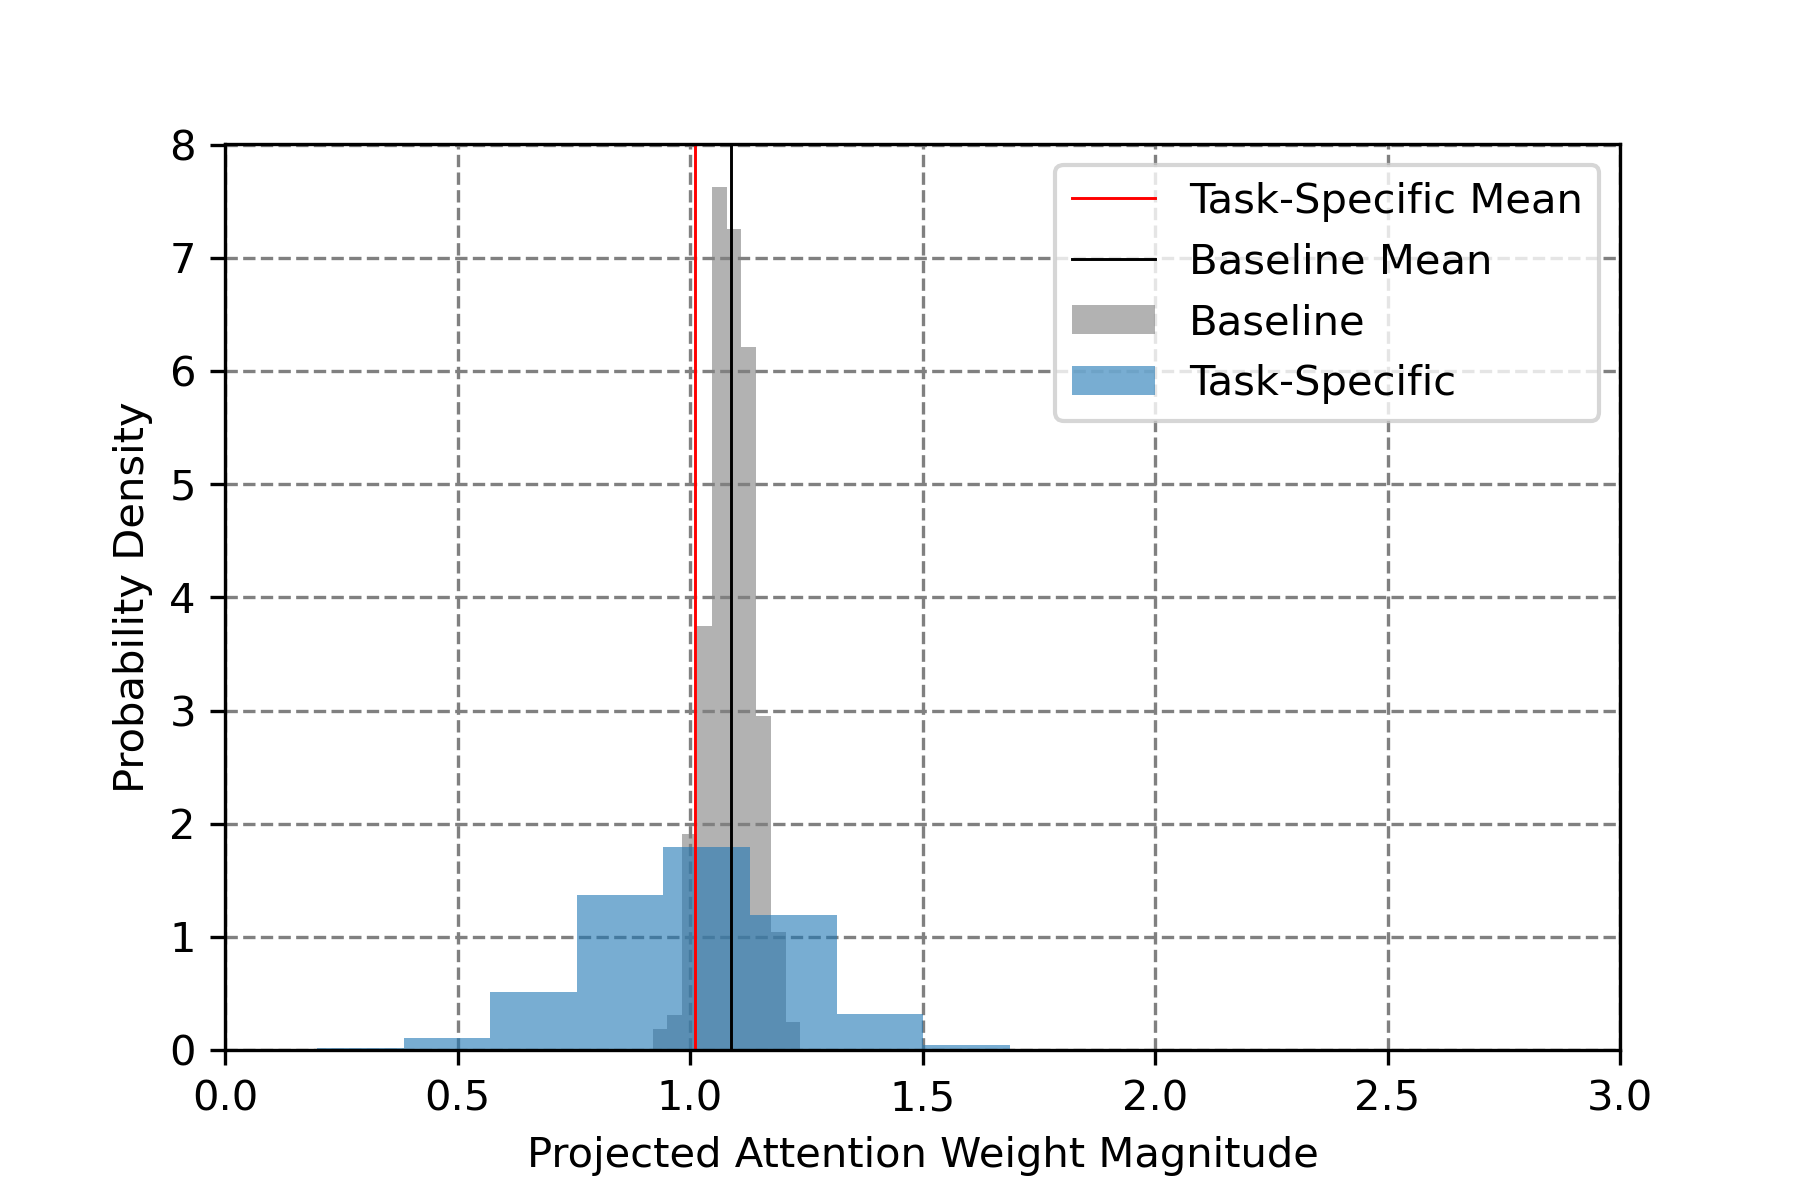 8
7
6
5
4
3
2
1
0
Probability Density
0.0 0.5 1.0 1.5 2.0 2.5 3.0
Projected Attention Weight Magnitude
Task-Specific Mean
Baseline Mean
Baseline
Task-Specific